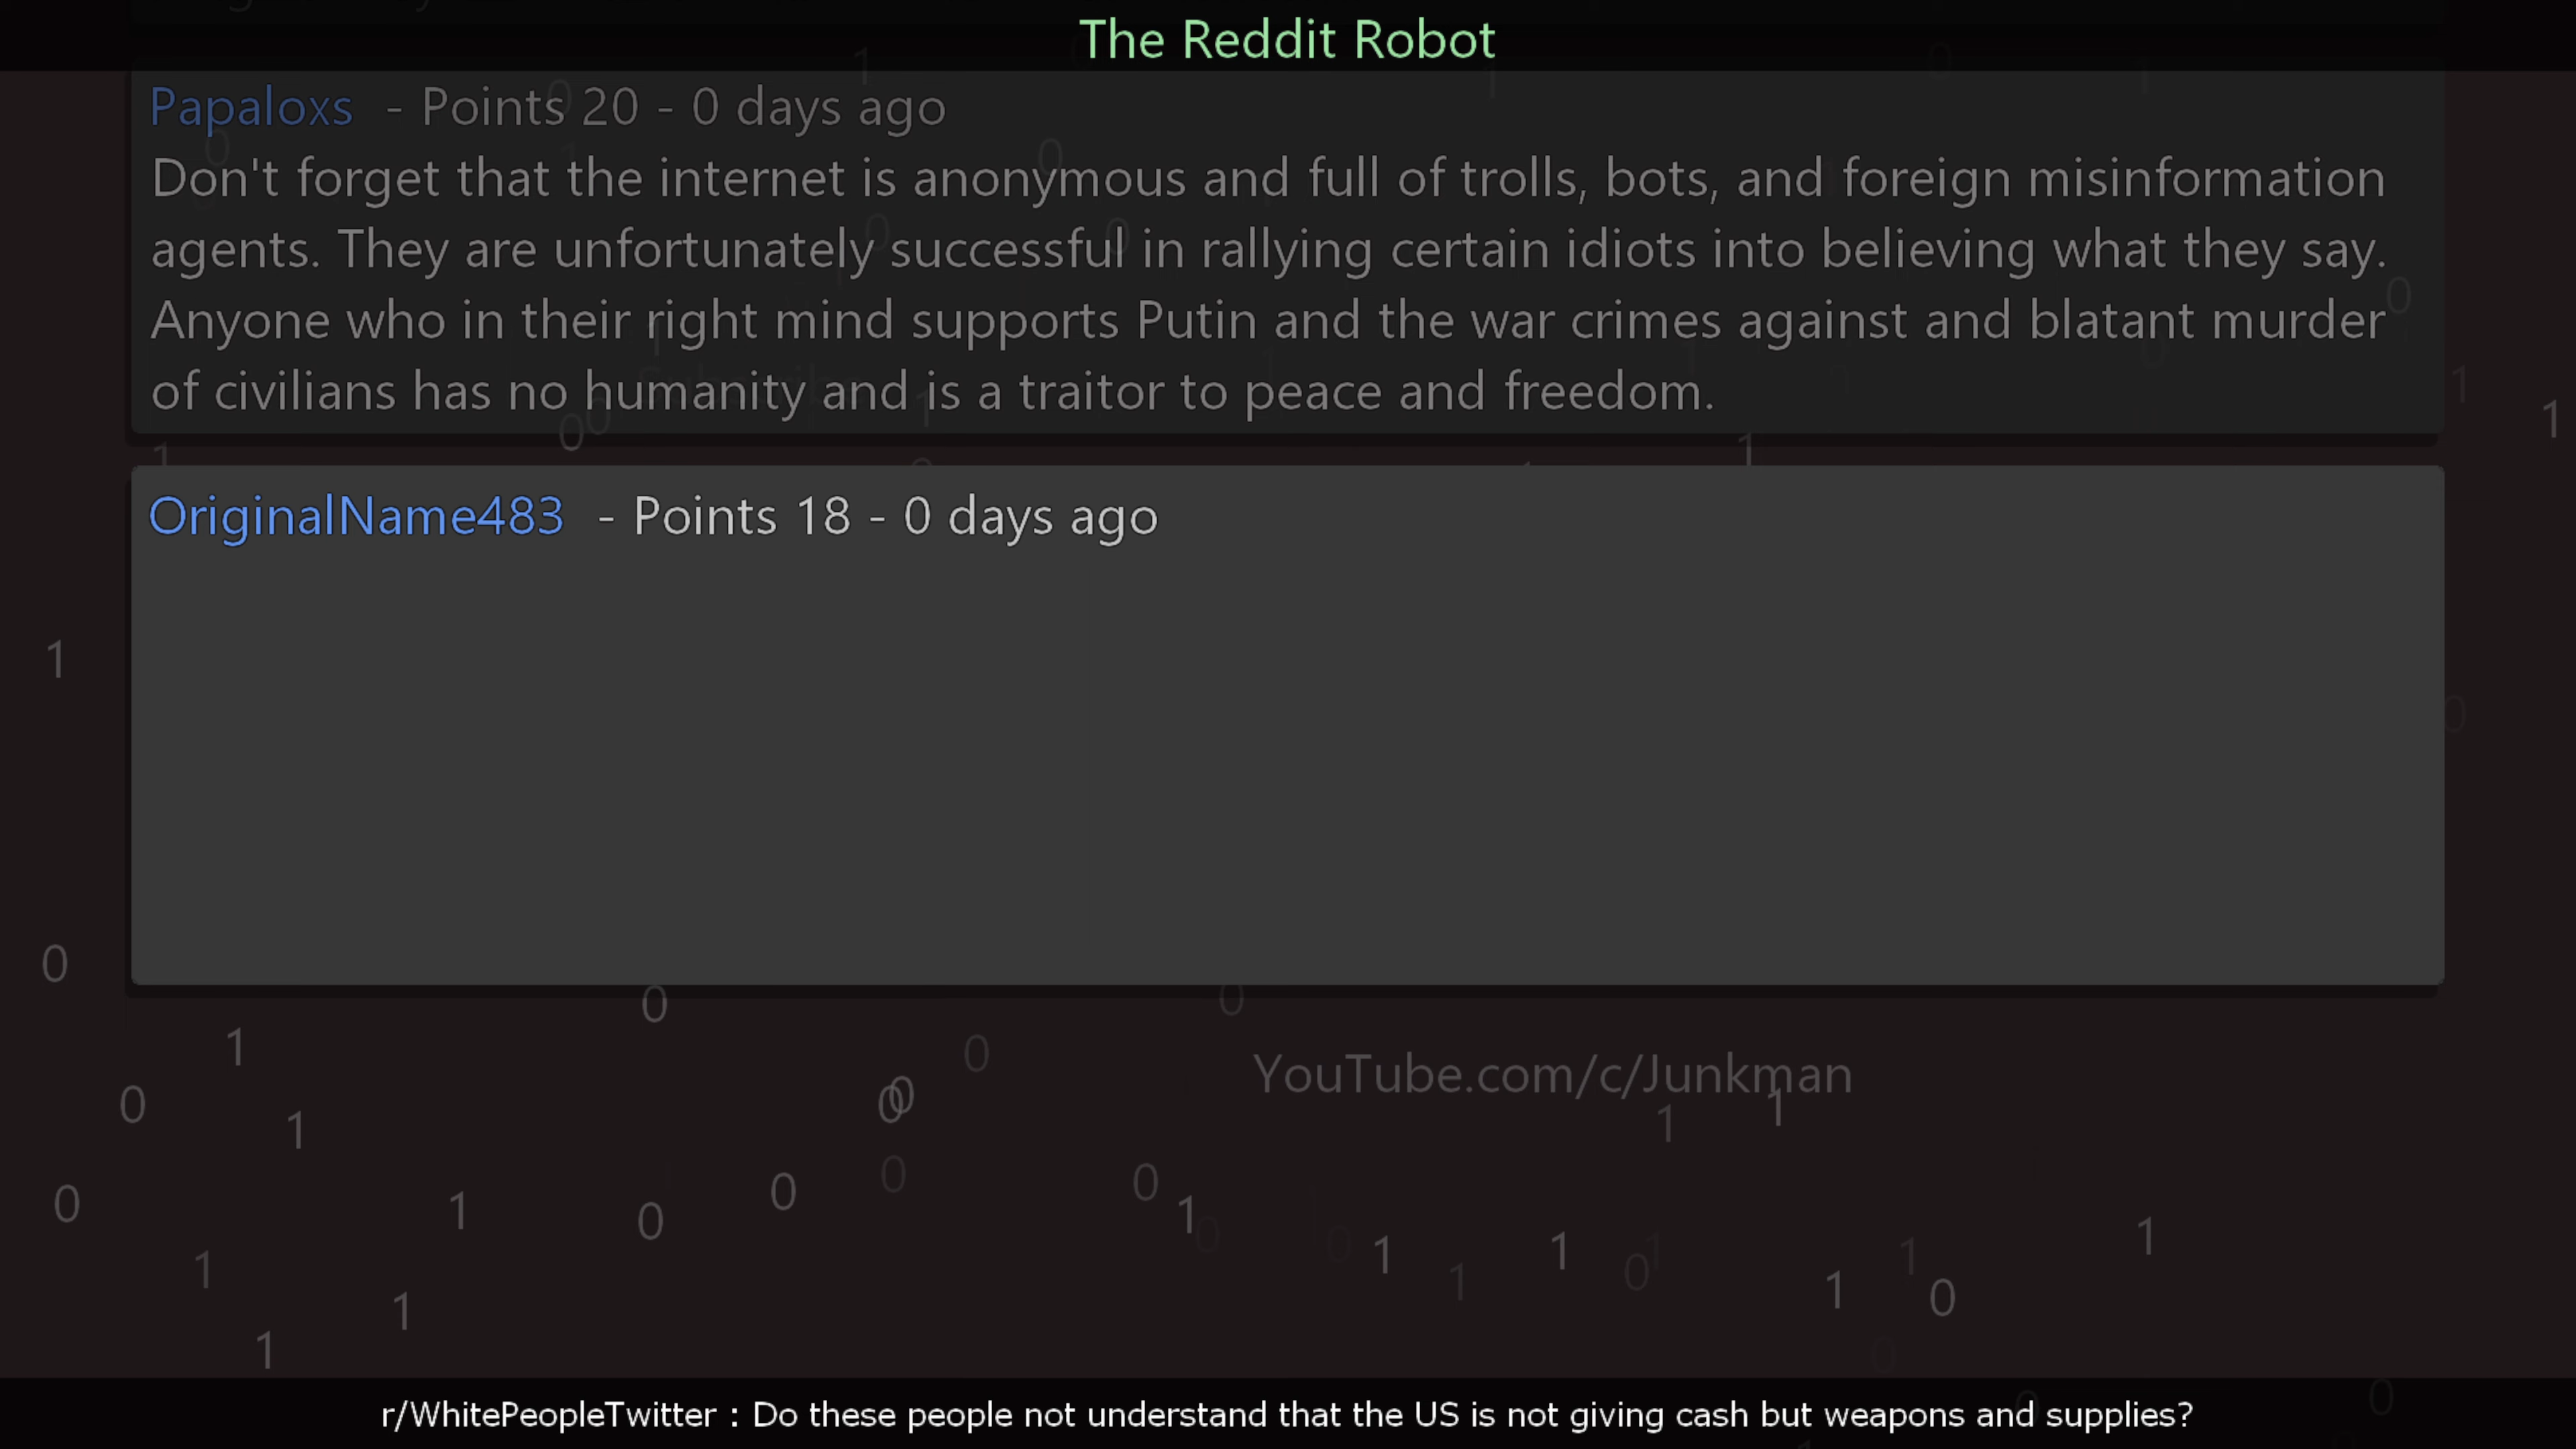 The Reddit Robot
Papaloxs - Points 20 - 0 days ago
Don't forget that the internet is anonymous and full of trolls, bots, and foreign misinformation
agents. They are unfortunately successful in rallying certain idiots into believing what they say.
Anyone who in their right mind supports Putin and the war crimes against and blatant murder
of civilians has no humanity and is a traitor to peace and freedom.
OriginalName483 - Points 18 - 0 days ago
YouTube.com/c/Junkman
r/WhitePeopleTwitter : Do these people not understand that the US is not giving cash but weapons and supplies?